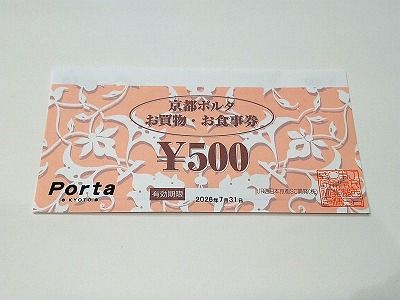 京都ポルタ
お買物・お食事券
¥500
Porta
KYOTO
有効期限
2026年7月31日